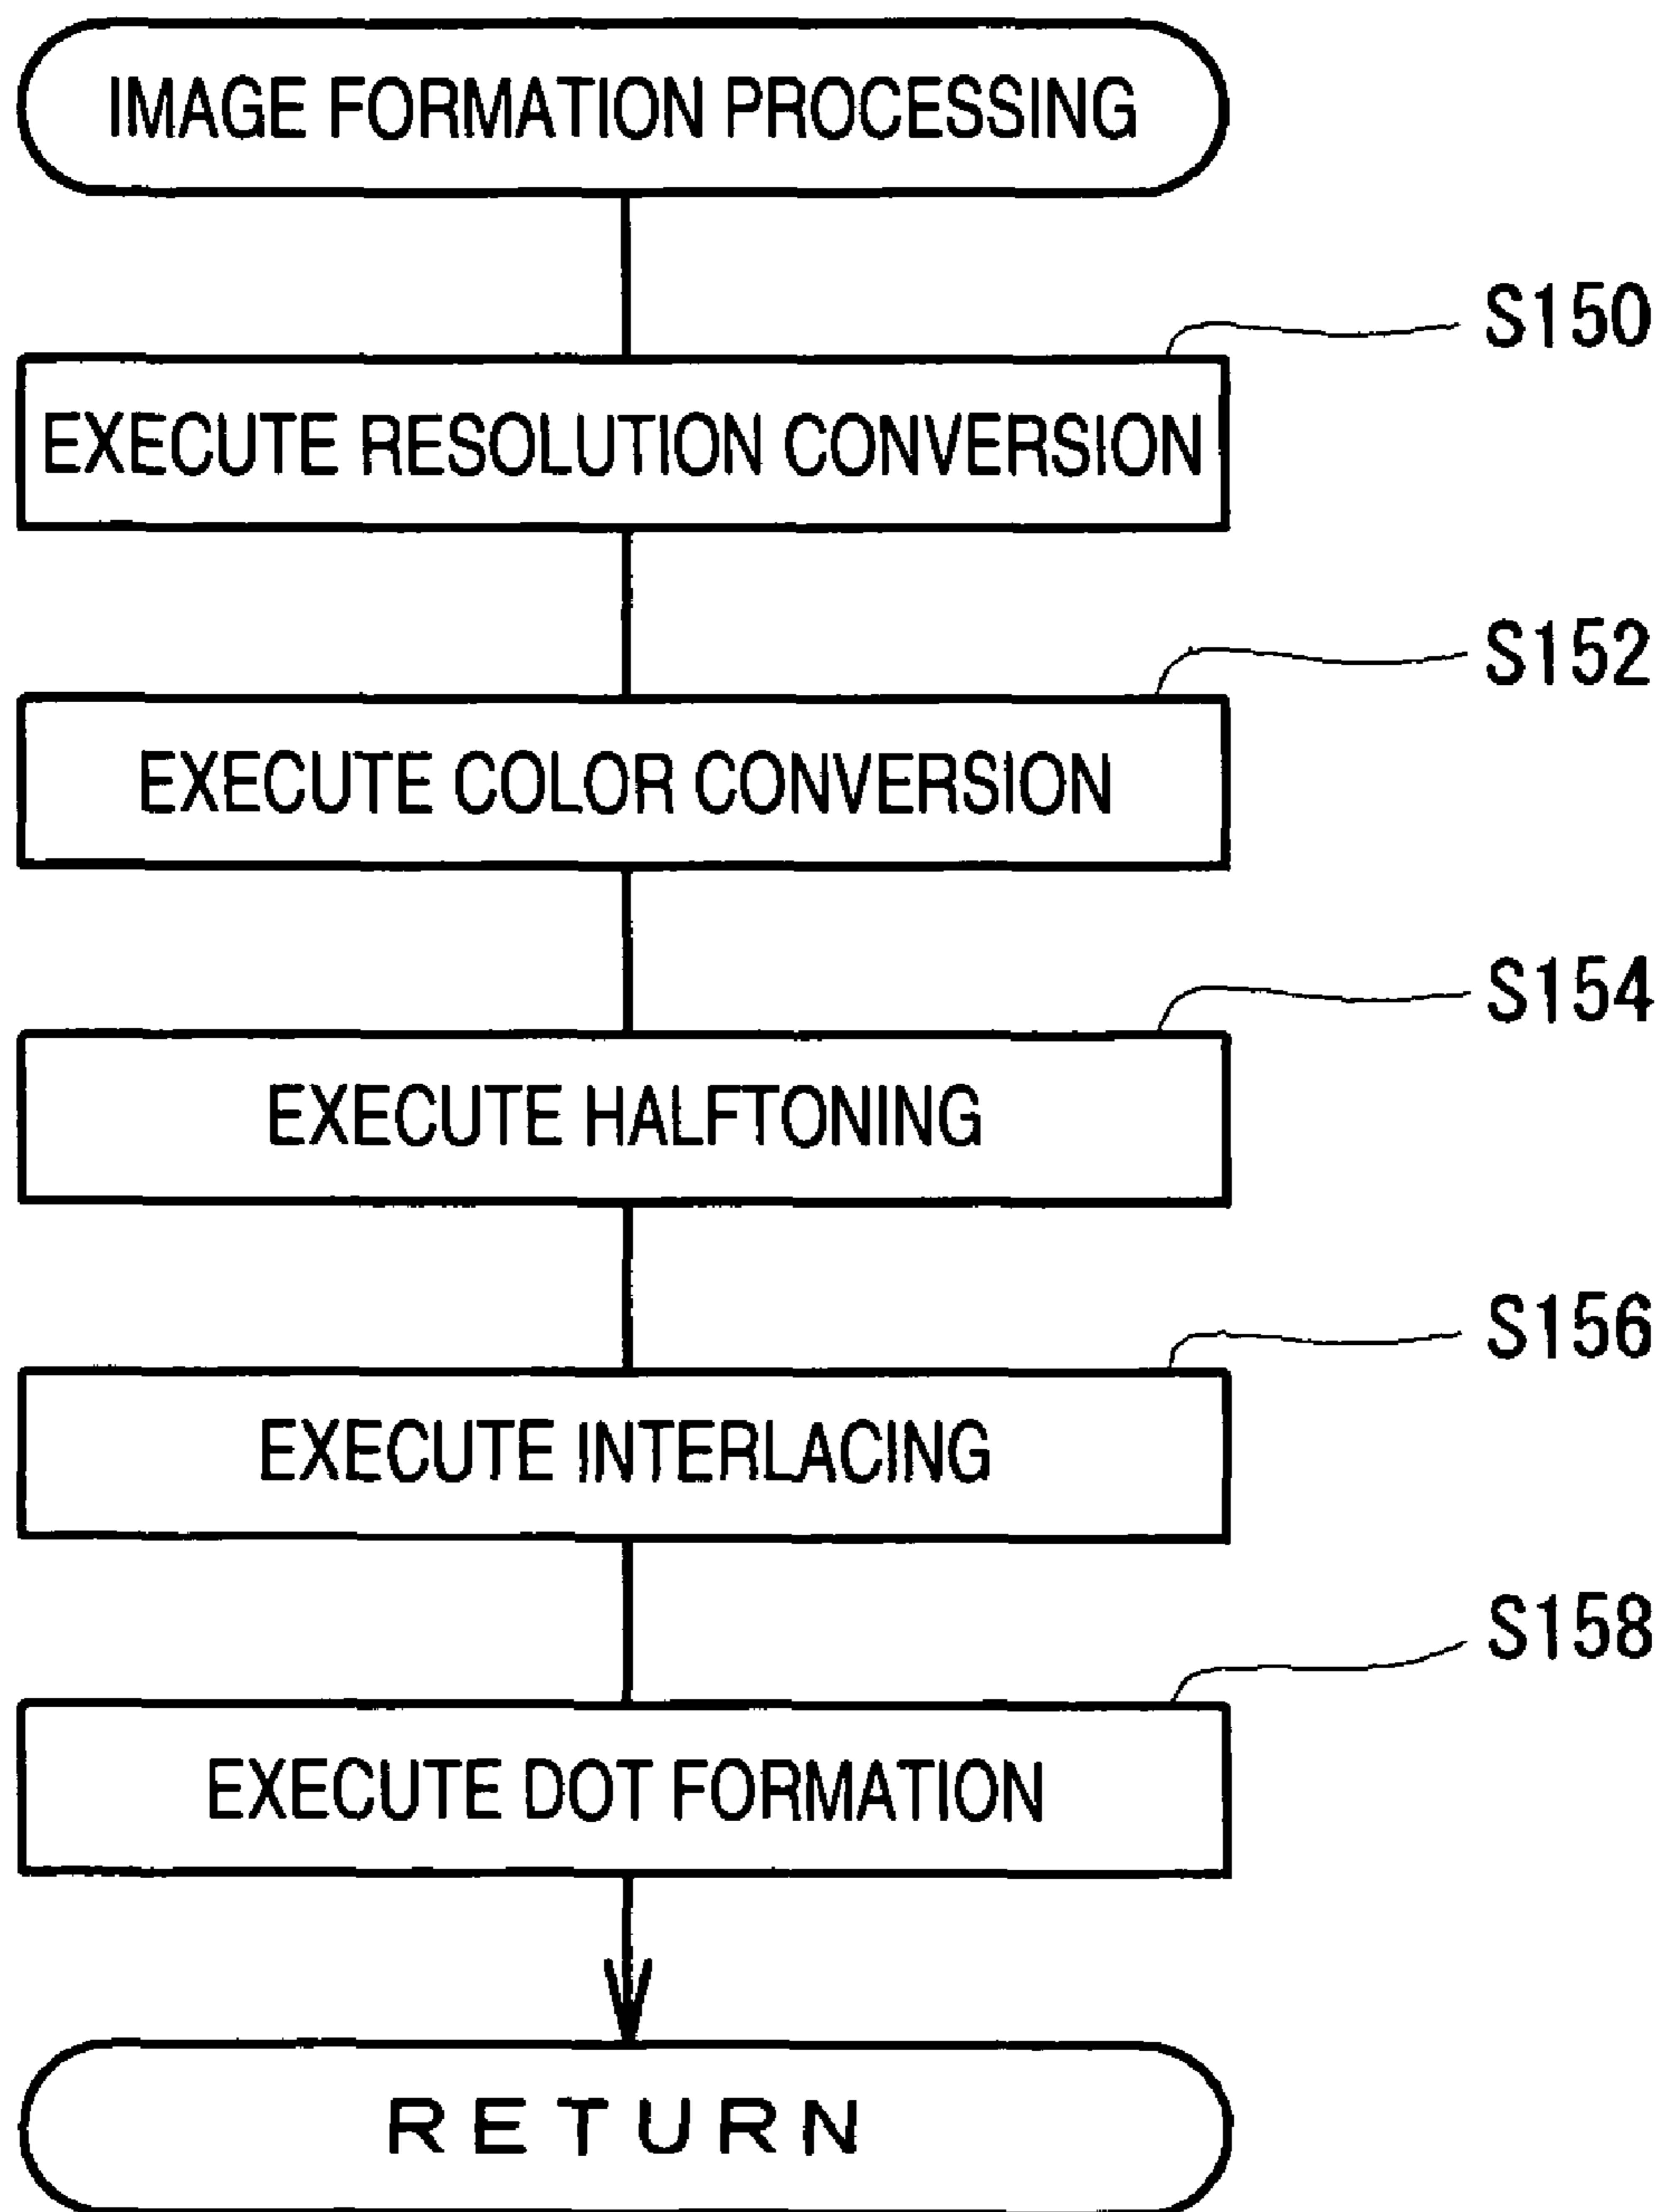 IMAGE FORMATION PROCESSING
S150
EXECUTE RESOLUTION CONVERSION
S152
EXECUTE COLOR CONVERSION
S154
EXECUTE HALFTONING
S156
EXECUTE INTERLACING
S158
EXECUTE DOT FORMATION
RETURN